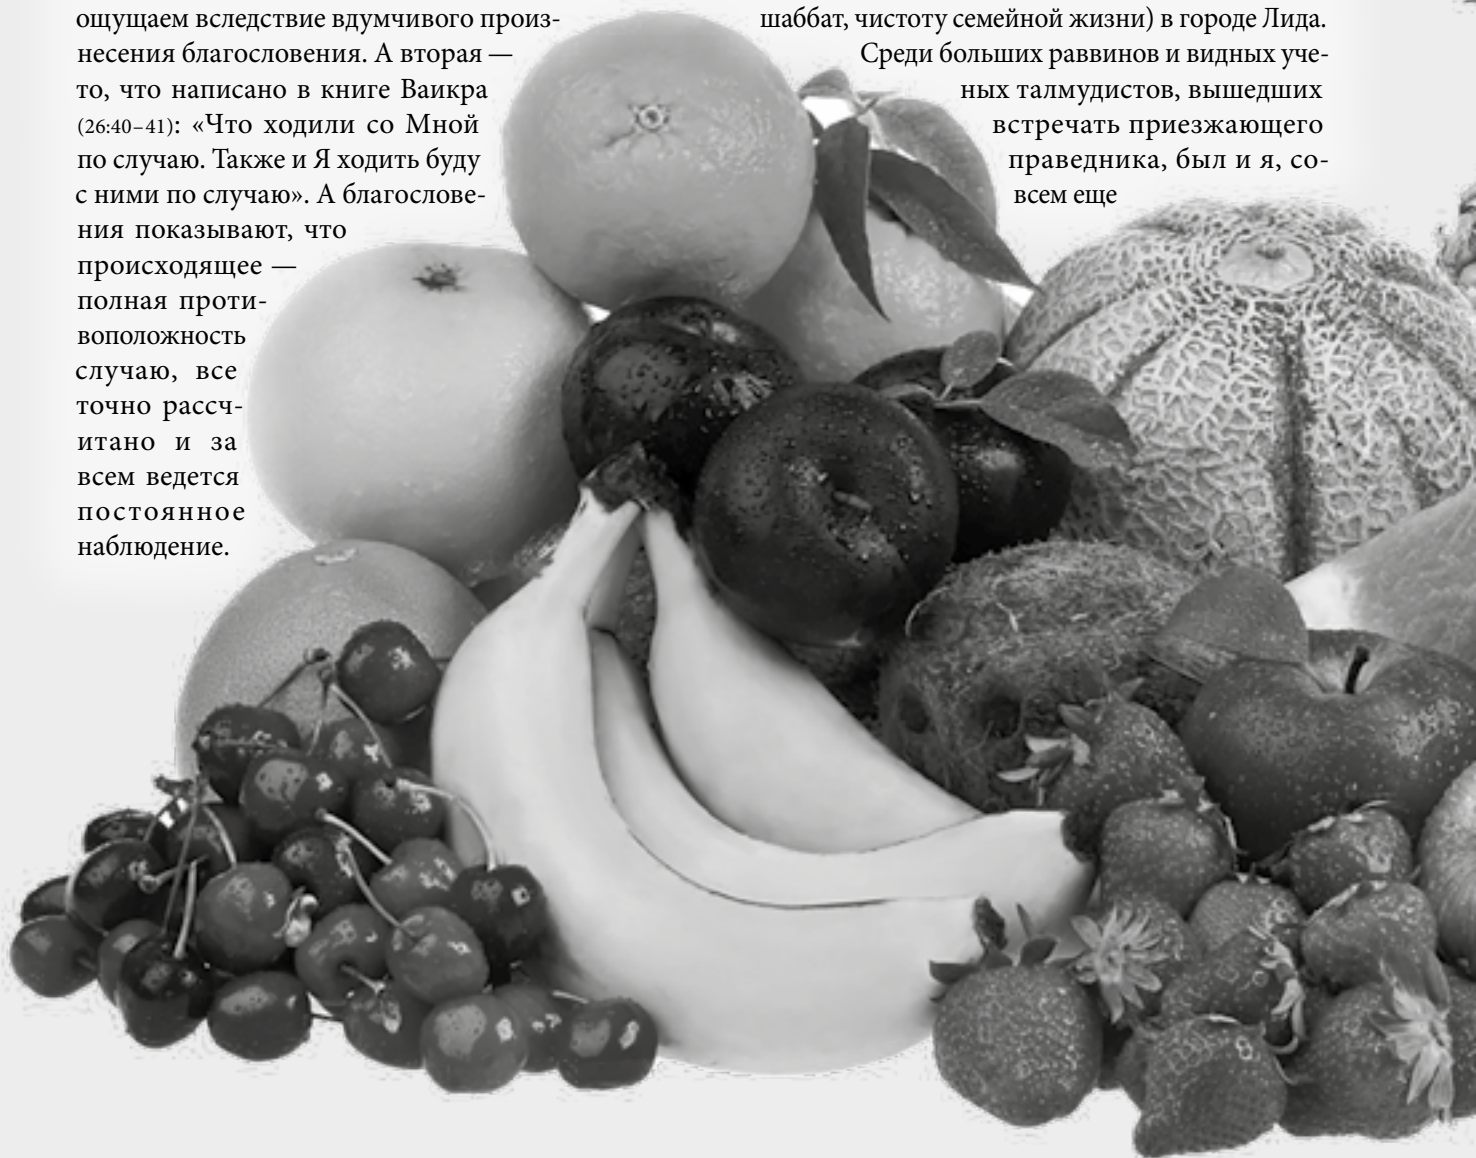 ощущаем вследствие вдумчивого произ-
несения благословения. А вторая —
то, что написано в книге Ваикра
(26:40–41): «Что ходили со Мной
по случаю. Также и Я ходить буду
с ними по случаю». А благослове-
ния показывают, что
происходящее —
полная проти-
воположность
случаю, все
точно рассч-
итано и за
всем ведется
постоянное
наблюдение.
шаббат, чистоту семейной жизни) в городе Лида.
Среди больших раввинов и видных уче-
ных талмудистов, вышедших
встречать приезжающего
праведника, был и я, со-
всем еще